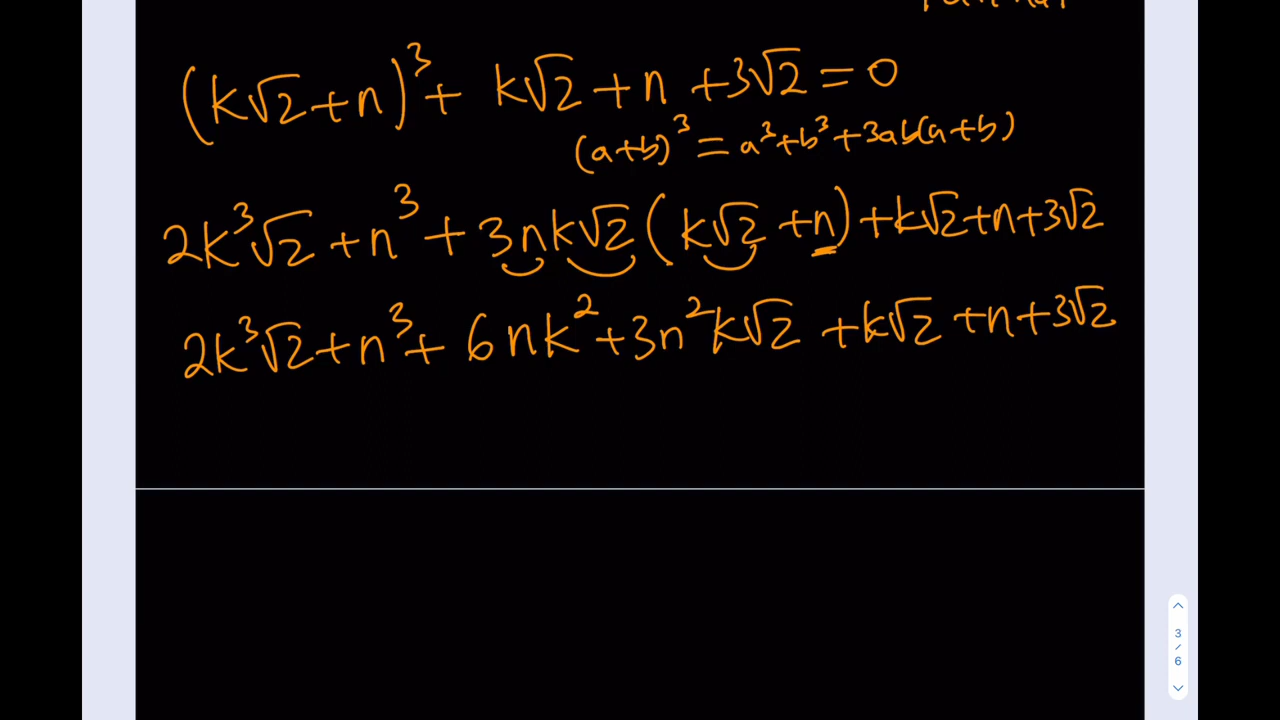 (k√2+n)³+ k√2+n+3√2=0
(a+b)³=a³+b³+3ab(a+b)
2k³√2+n³+3nk√2(k√2+n)+k√2+n+3√2
2k³√2+n³+6nk²+3n²k√2+k√2+n+3√2
3
/
6